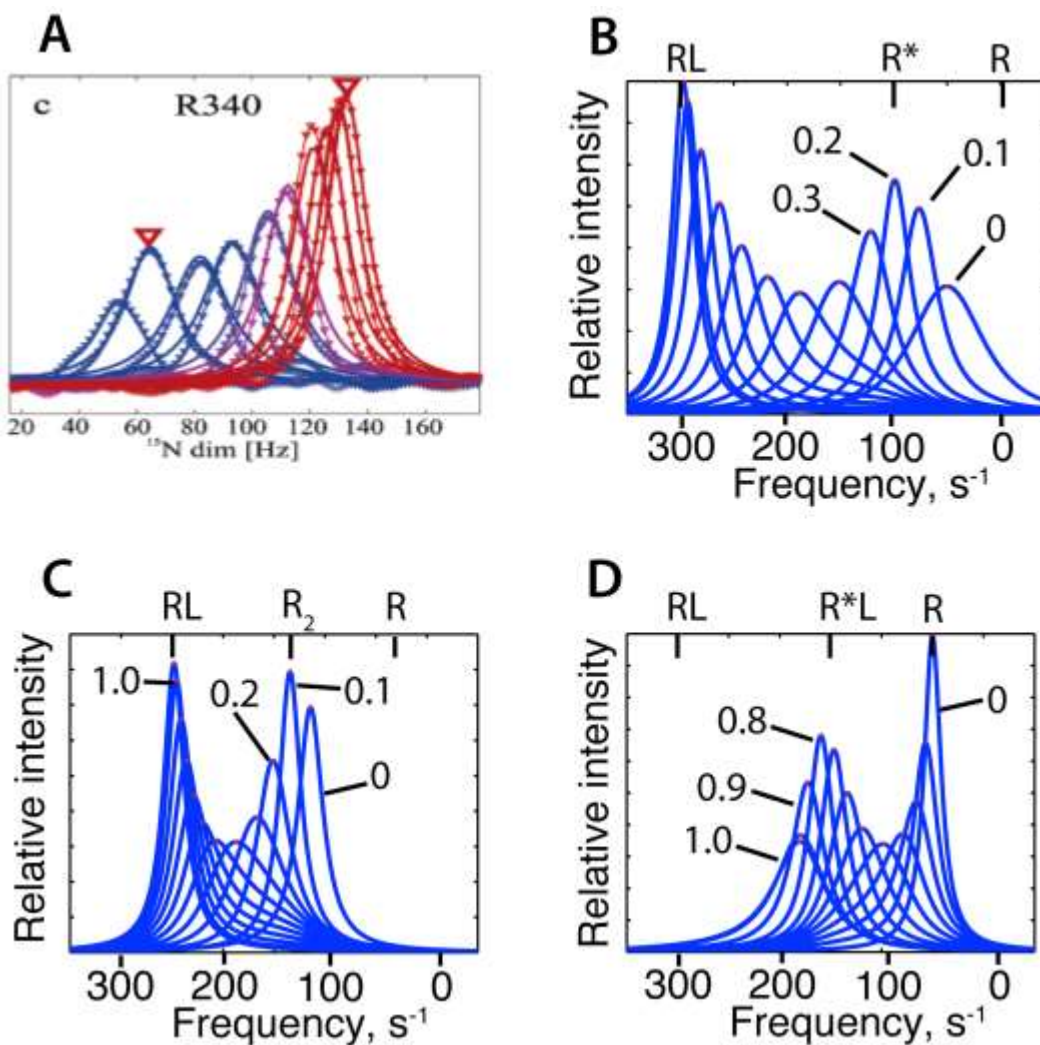 A
c R340
20 40 60 80 100 120 140 160
¹⁵N dim [Hz]
B
RL R* R
0.2
0.1
0.3
0
Relative intensity
300 200 100 0
Frequency, s⁻¹
C
RL R₂ R
1.0
0.2
0.1
0
Relative intensity
300 200 100 0
Frequency, s⁻¹
D
RL R*L R
0
0.8
0.9
1.0
Relative intensity
300 200 100 0
Frequency, s⁻¹